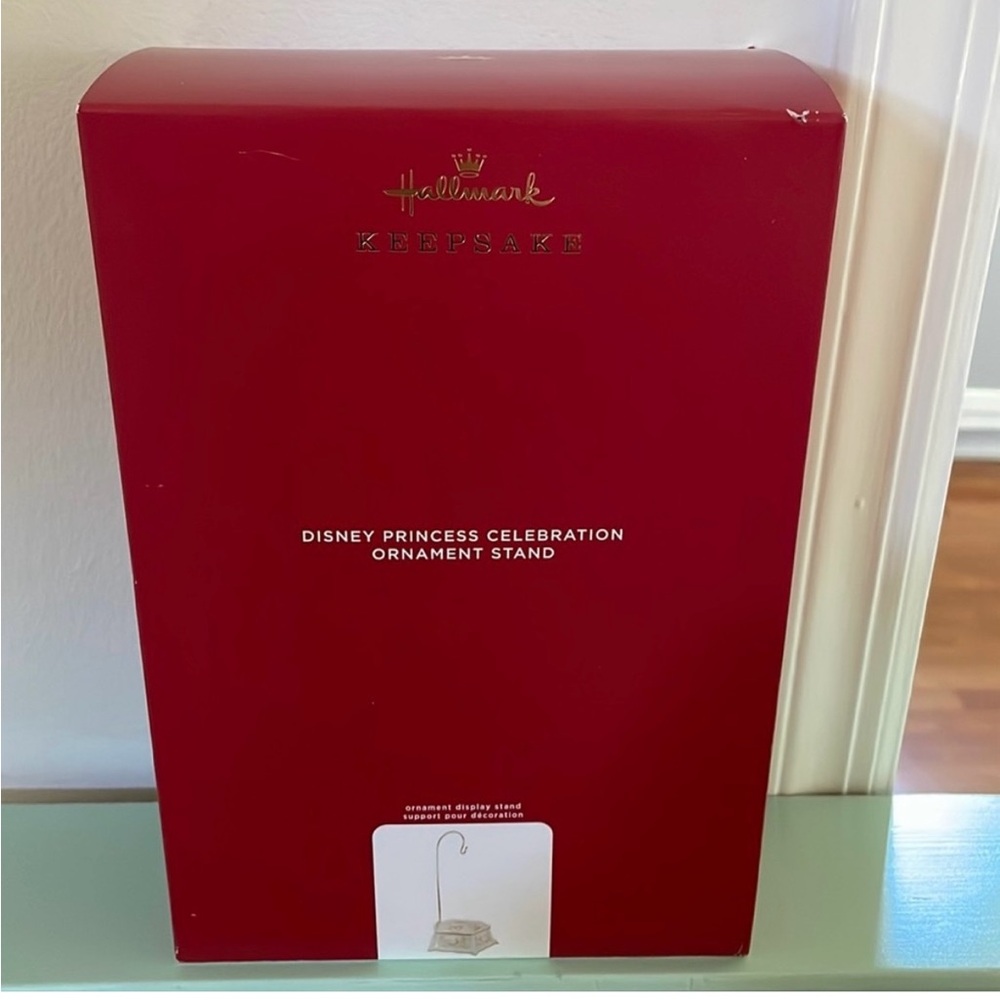 Hallmark
KEEPSAKE
DISNEY PRINCESS CELEBRATION
ORNAMENT STAND
ornament display stand
support pour décoration